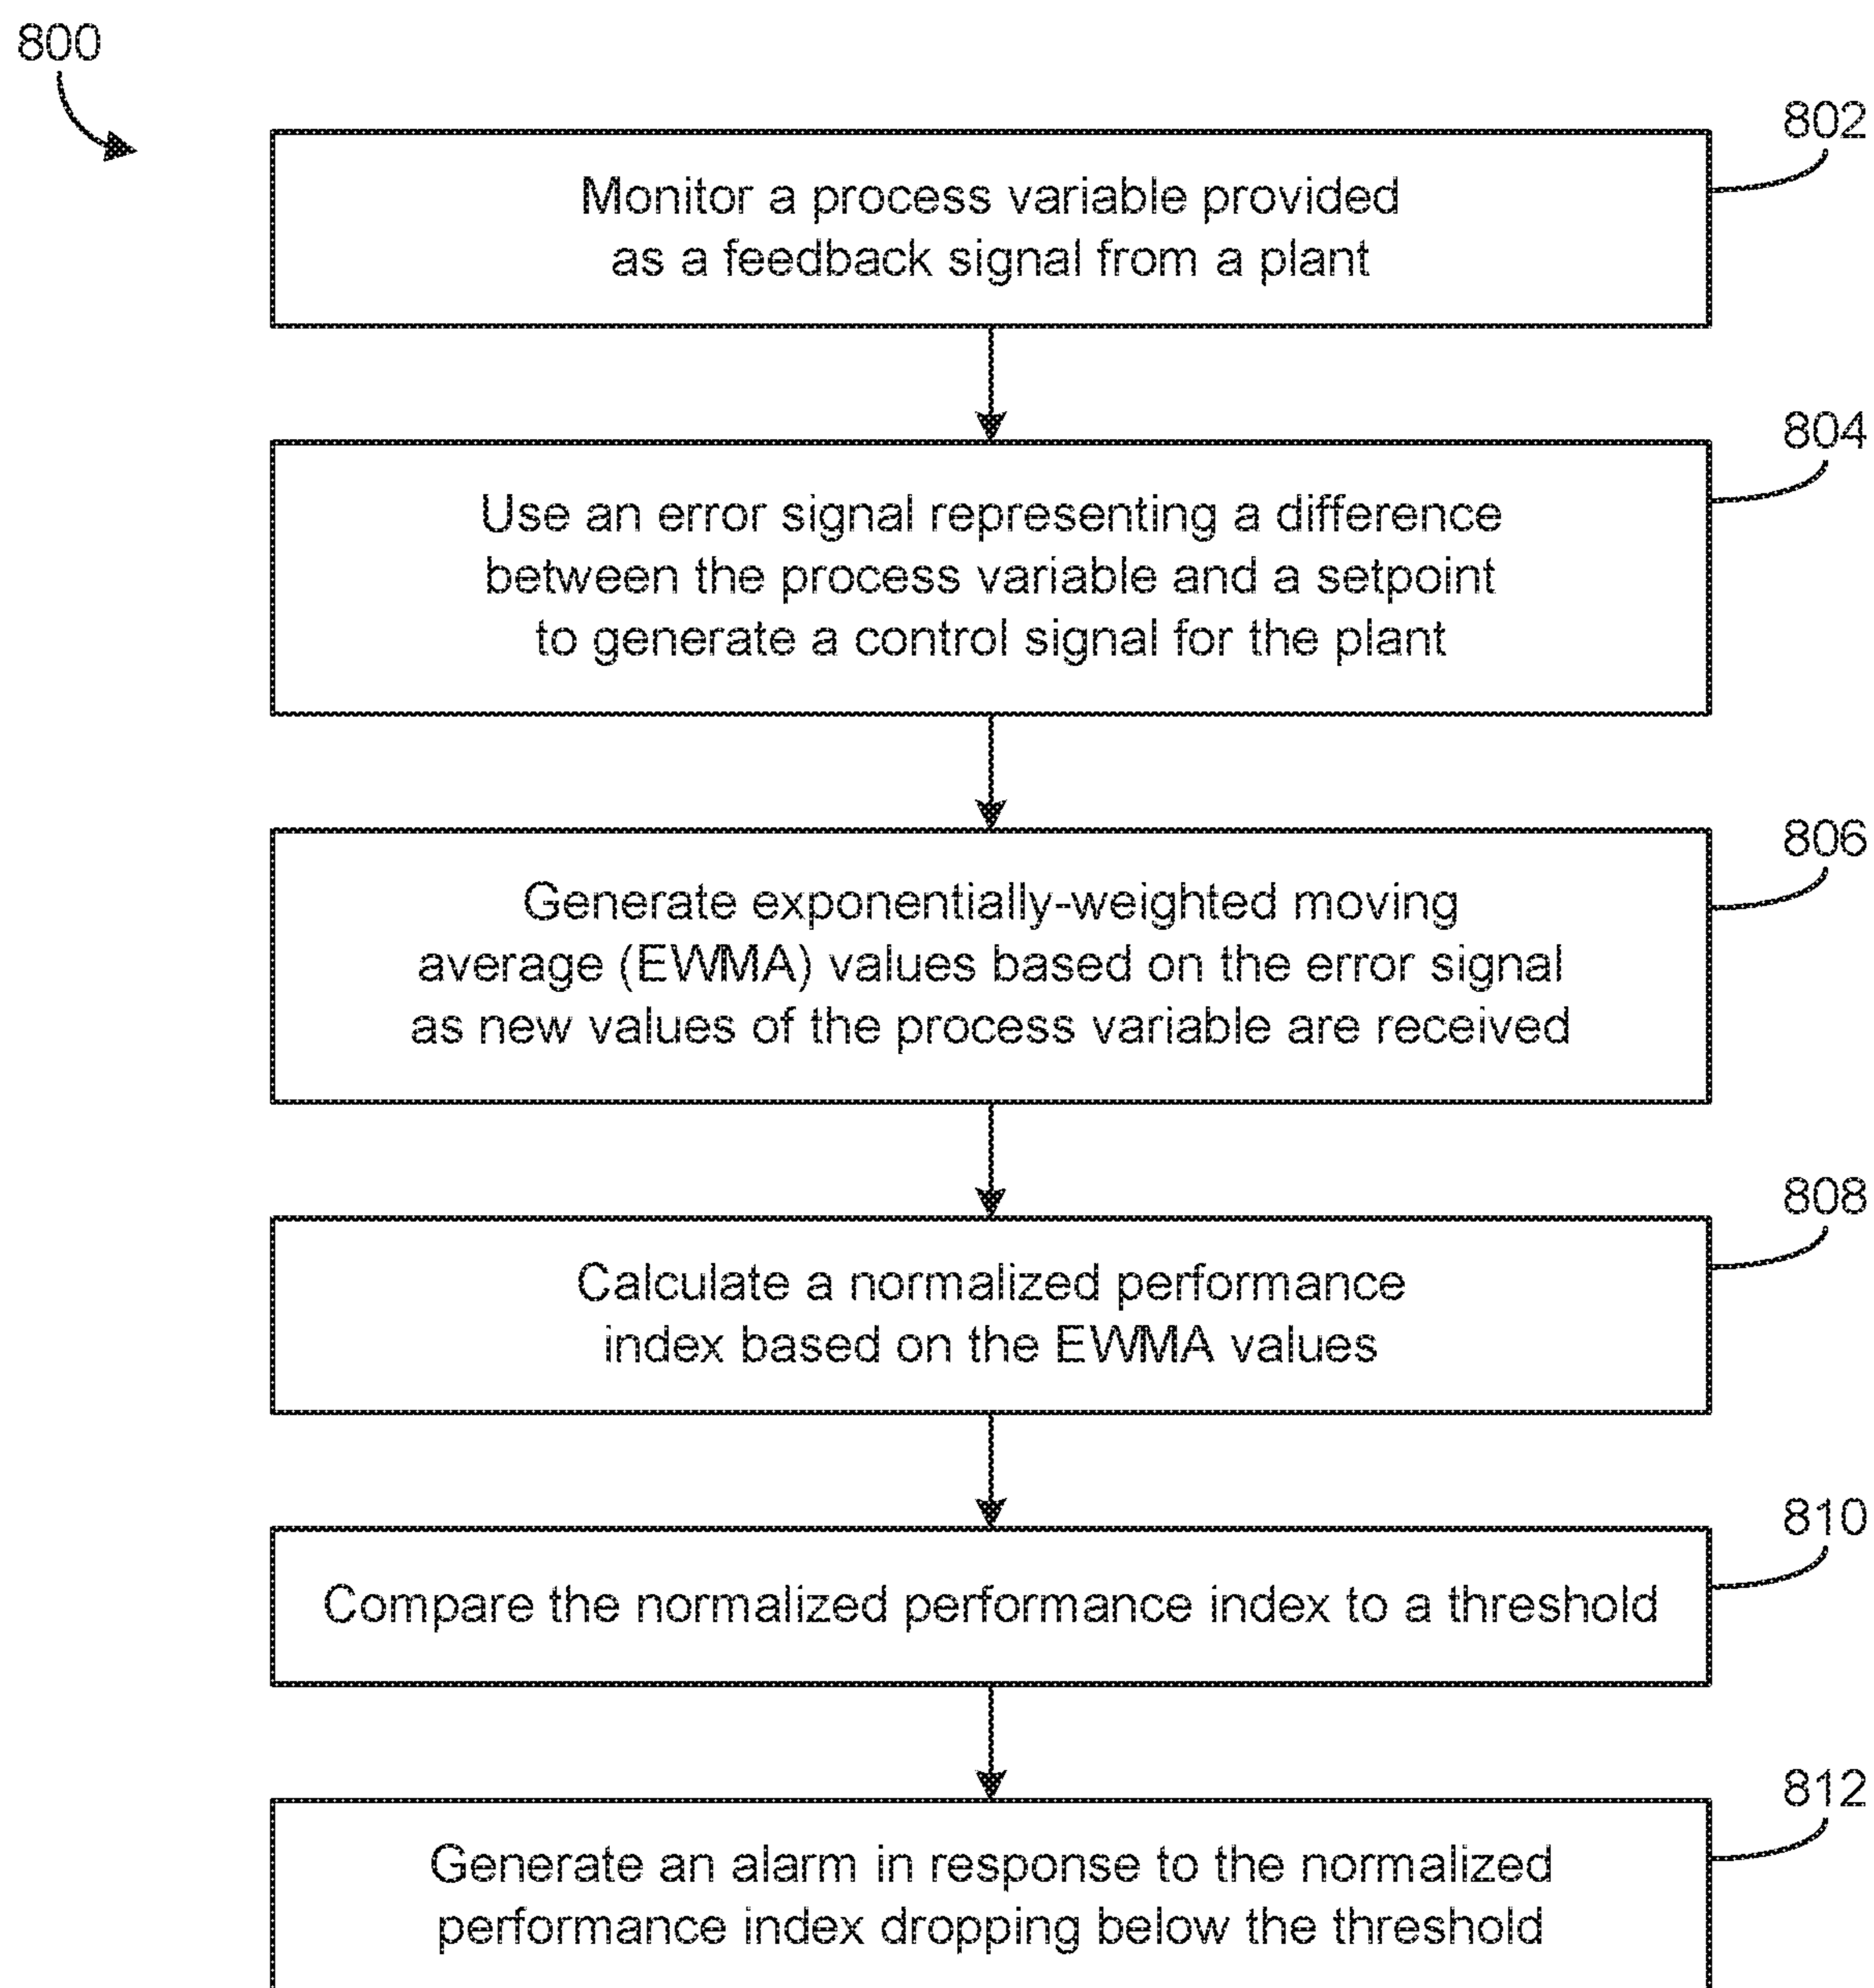 800
802
Monitor a process variable provided
as a feedback signal from a plant
804
Use an error signal representing a difference
between the process variable and a setpoint
to generate a control signal for the plant
806
Generate exponentially-weighted moving
average (EWMA) values based on the error signal
as new values of the process variable are received
808
Calculate a normalized performance
index based on the EWMA values
810
Compare the normalized performance index to a threshold
812
Generate an alarm in response to the normalized
performance index dropping below the threshold